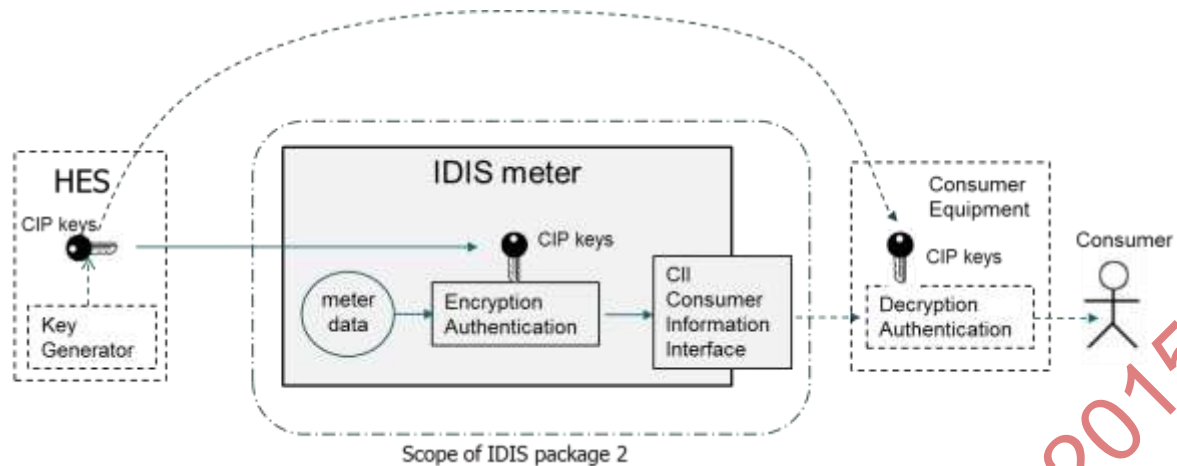 HES
CIP keys
Key
Generator
IDIS meter
CIP keys
meter
data
Encryption
Authentication
CII
Consumer
Information
Interface
Consumer
Equipment
CIP keys
Decryption
Authentication
Consumer
Scope of IDIS package 2
2015